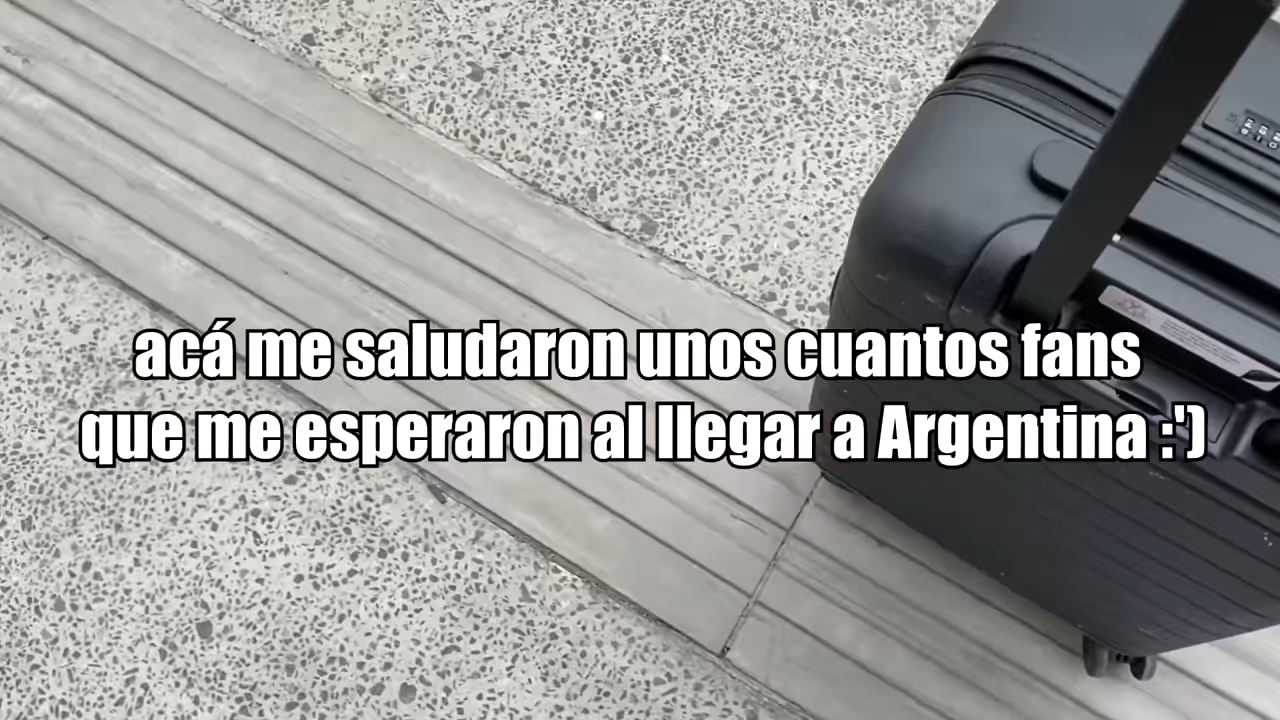 acá me saludaron unos cuantos fans
que me esperaron al llegar a Argentina :')